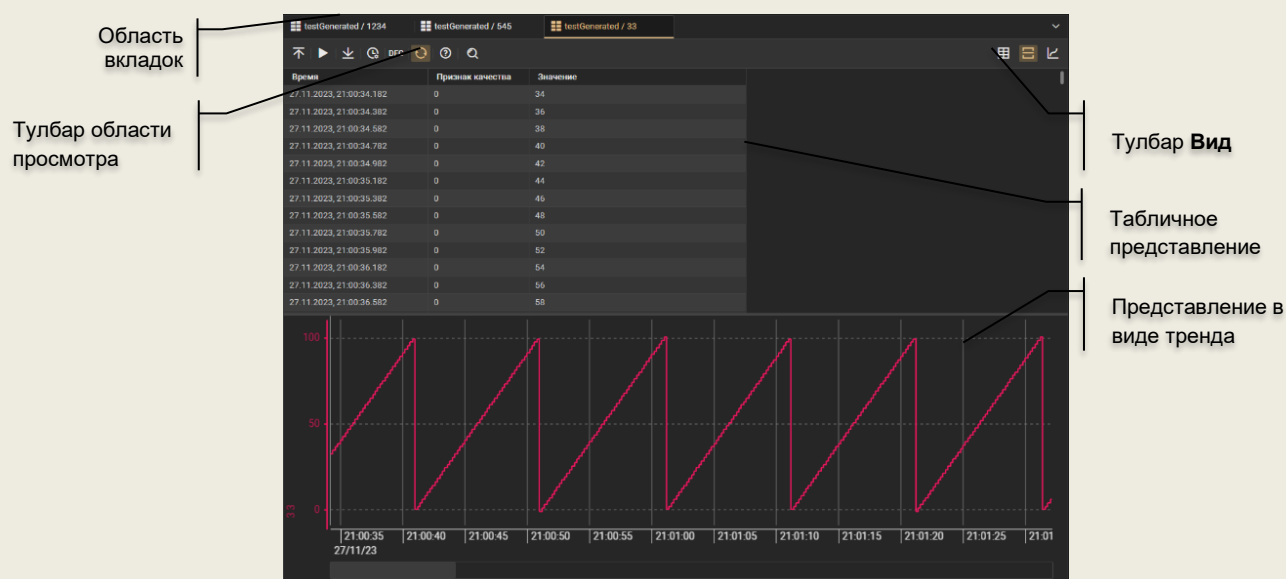 Область
вкладок
Тулбар области
просмотра
testGenerated / 1234
testGenerated / 545
testGenerated / 33
DEC
Время Признак качества Значение
27.11.2023, 21:00:34.182 0 34
27.11.2023, 21:00:34.382 0 36
27.11.2023, 21:00:34.582 0 38
27.11.2023, 21:00:34.782 0 40
27.11.2023, 21:00:34.982 0 42
27.11.2023, 21:00:35.182 0 44
27.11.2023, 21:00:35.382 0 46
27.11.2023, 21:00:35.582 0 48
27.11.2023, 21:00:35.782 0 50
27.11.2023, 21:00:35.982 0 52
27.11.2023, 21:00:36.182 0 54
27.11.2023, 21:00:36.382 0 56
27.11.2023, 21:00:36.582 0 58
Тулбар Вид
Табличное
представление
Представление в
виде тренда
100
50
0
3.3
21:00:35 21:00:40 21:00:45 21:00:50 21:00:55 21:01:00 21:01:05 21:01:10 21:01:15 21:01:20 21:01:25 21:01
27/11/23